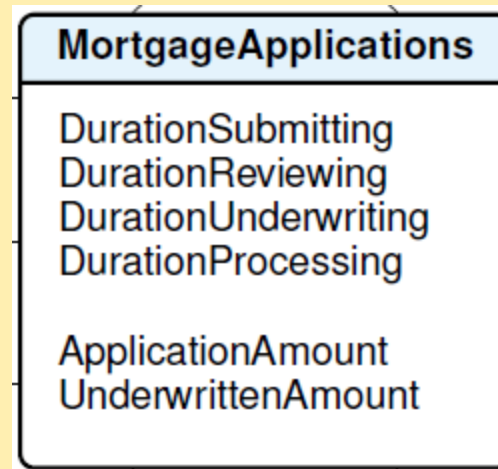 MortgageApplications
DurationSubmitting
DurationReviewing
DurationUnderwriting
DurationProcessing
ApplicationAmount
UnderwrittenAmount